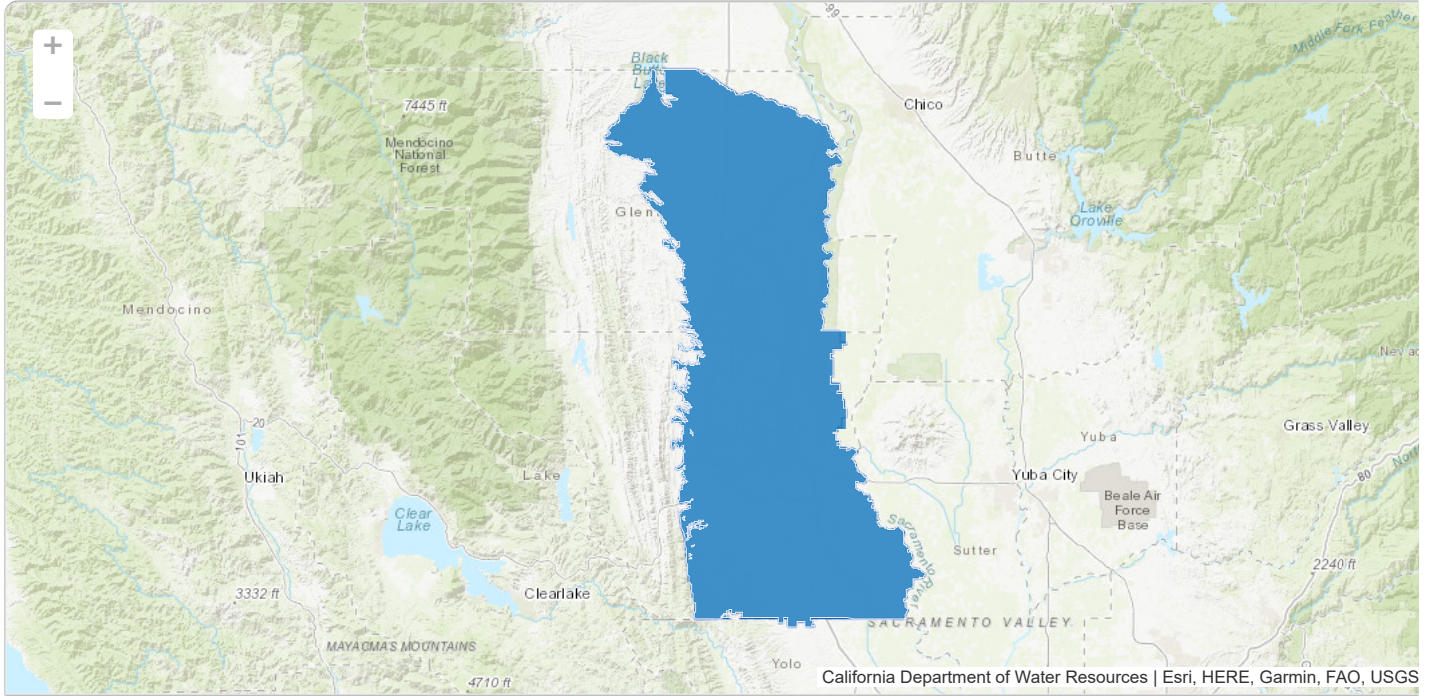 +
−
99
Middle Fork Feather
Black
Butte
Lake
7445 ft
Chico
Mendocino
National
Forest
Butte
Glen
Lake
Oroville
Mendocino
20
101
Grass Valley
Yuba
Ukiah
Lake
Yuba City
80
Clear
Lake
Beale Air
Force
Base
Sacramento River
Sutter
2240 ft
3332 ft
Clearlake
SACRAMENTO VALLEY
MAYACMAS MOUNTAINS
Yolo
4710 ft
California Department of Water Resources | Esri, HERE, Garmin, FAO, USGS